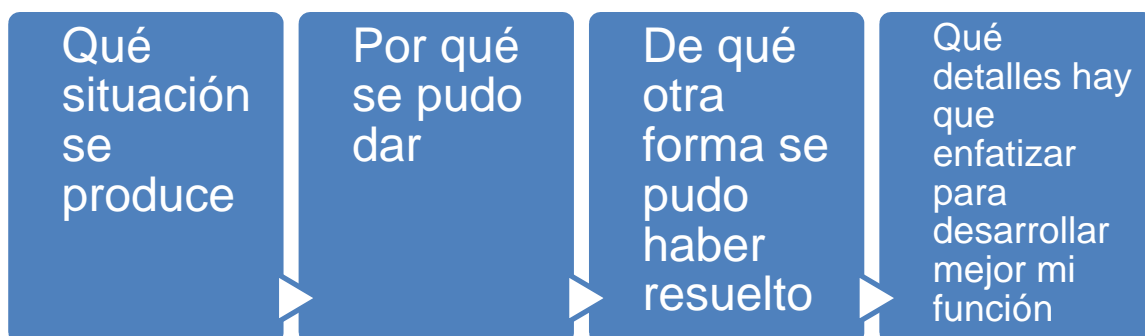 Qué
situación
se
produce
Por qué
se pudo
dar
De qué
otra
forma se
pudo
haber
resuelto
Qué
detalles hay
que
enfatizar
para
desarrollar
mejor mi
función